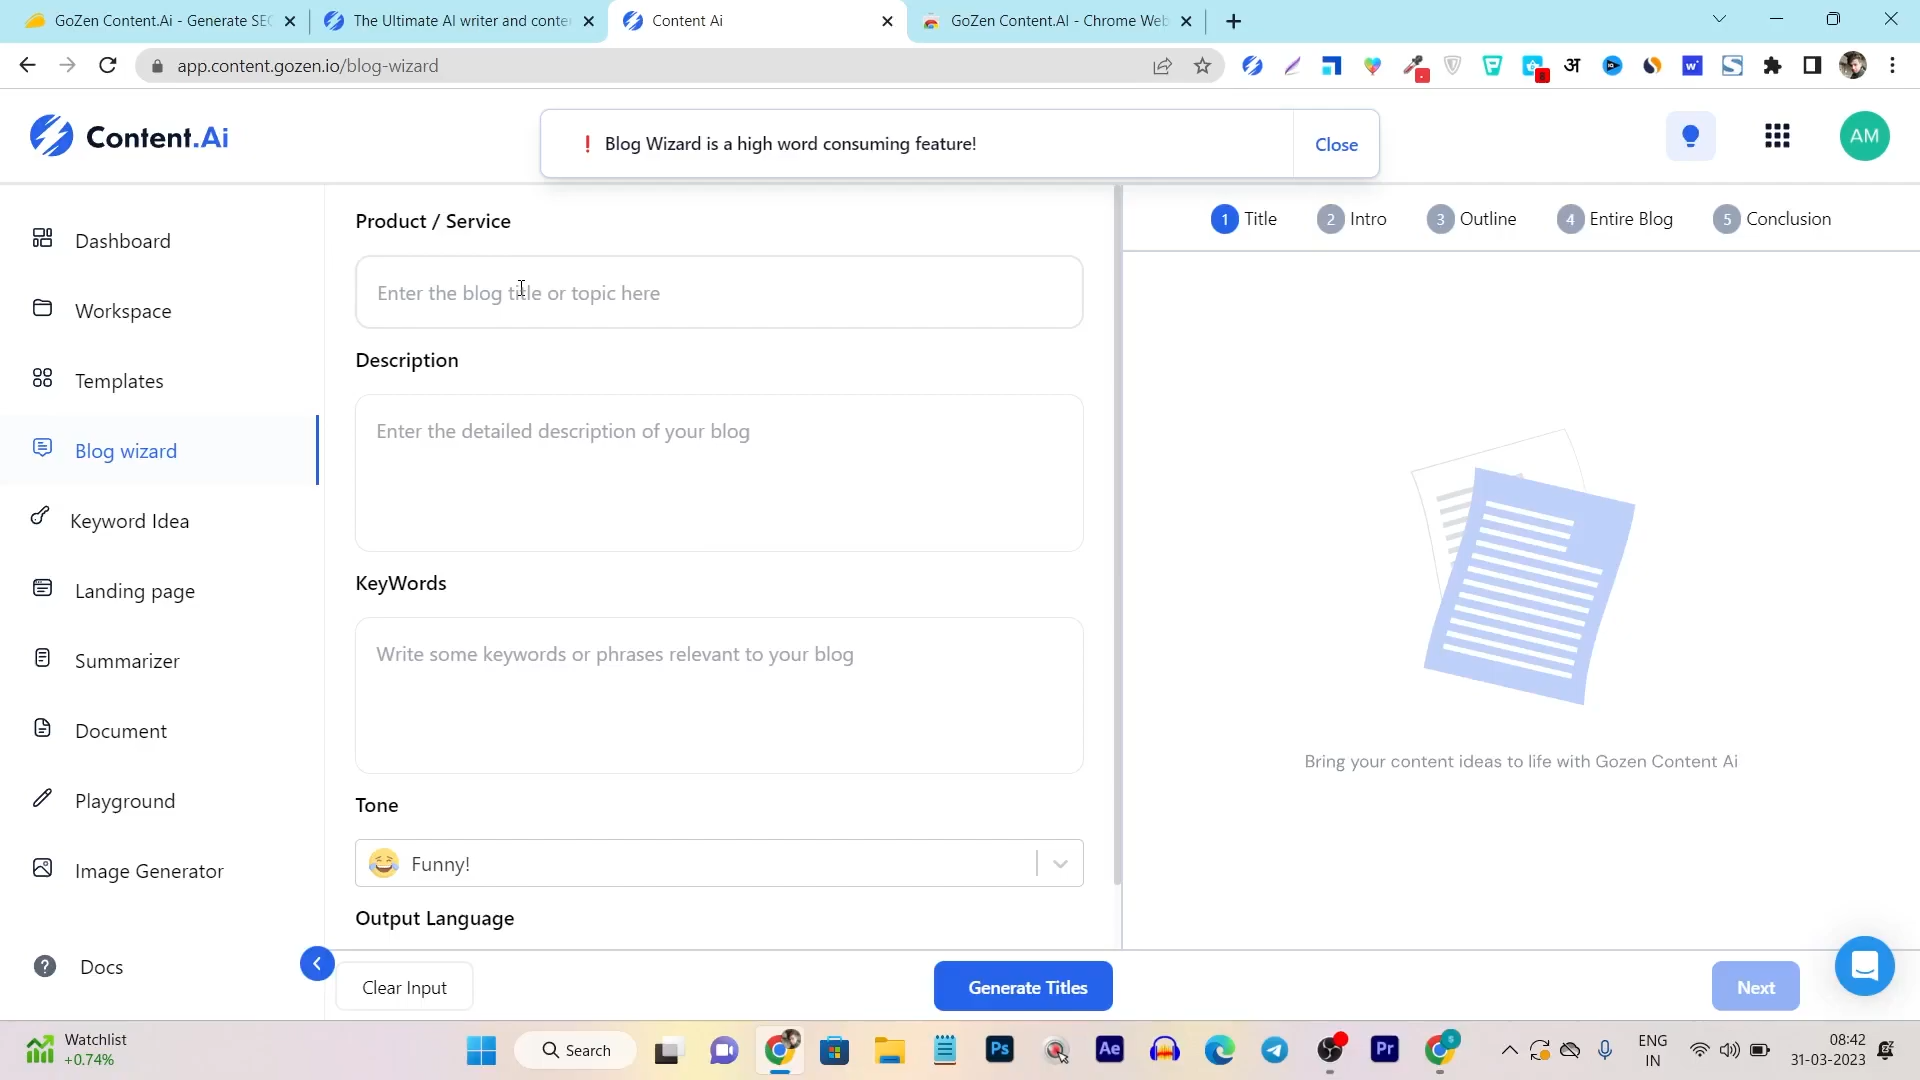 GoZen Content.Ai - Generate SEO
The Ultimate AI writer and conte
Content Ai
GoZen Content.AI - Chrome Web
app.content.gozen.io/blog-wizard
Content.Ai
❗ Blog Wizard is a high word consuming feature!
Close
AM
Dashboard
Workspace
Templates
Blog wizard
Keyword Idea
Landing page
Summarizer
Document
Playground
Image Generator
Docs
Product / Service
Enter the blog title or topic here
Description
Enter the detailed description of your blog
KeyWords
Write some keywords or phrases relevant to your blog
Tone
😂 Funny!
Output Language
Clear Input
Generate Titles
1 Title
2 Intro
3 Outline
4 Entire Blog
5 Conclusion
Bring your content ideas to life with Gozen Content Ai
Next
Watchlist
+0.74%
Search
Ps
Ae
Pr
ENG
IN
08:42
31-03-2023